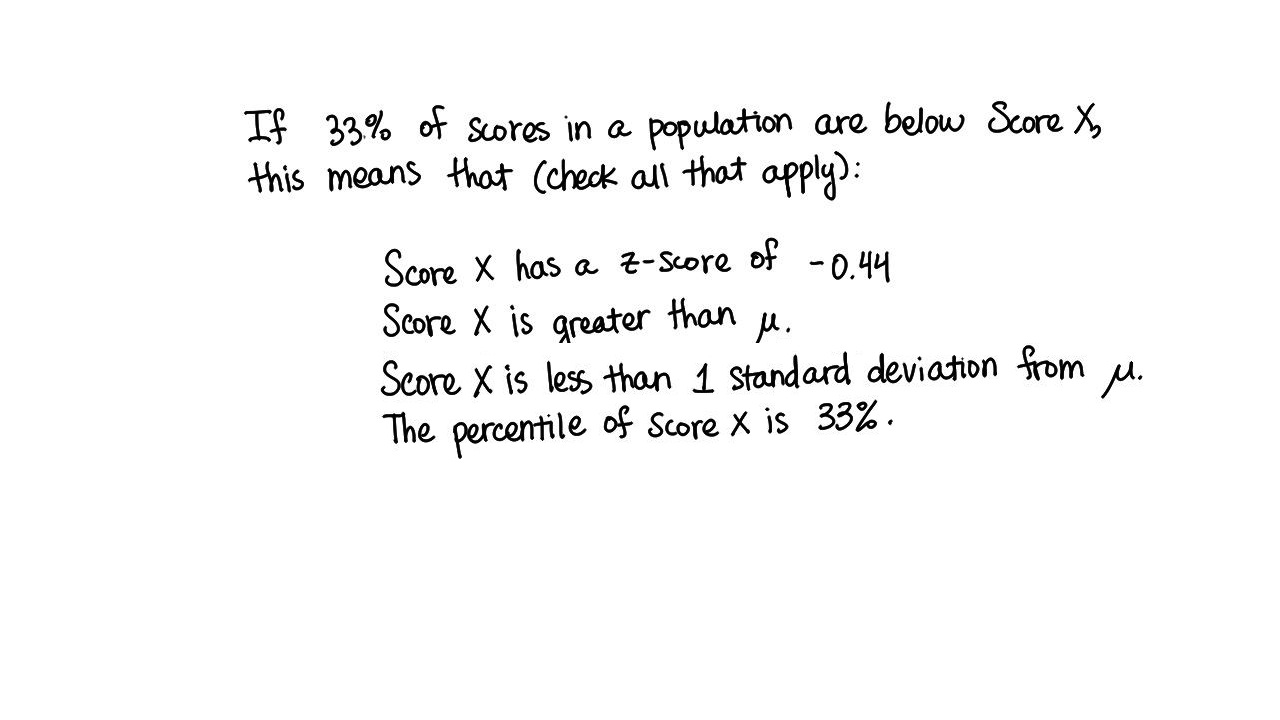 If 33% of scores in a population are below Score X,
this means that (check all that apply):
Score X has a z-score of -0.44
Score X is greater than μ.
Score X is less than 1 standard deviation from μ.
The percentile of Score X is 33%.